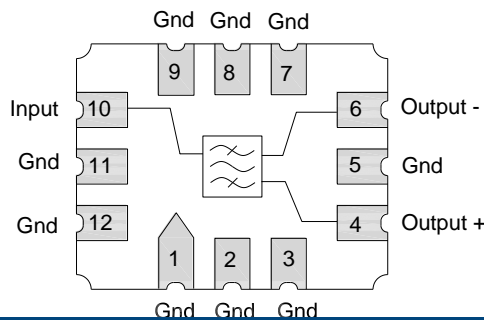 Gnd Gnd Gnd
9 8 7
Input 10 6 Output -
Gnd 11 5 Gnd
Gnd 12 4 Output +
1 2 3
Gnd Gnd Gnd